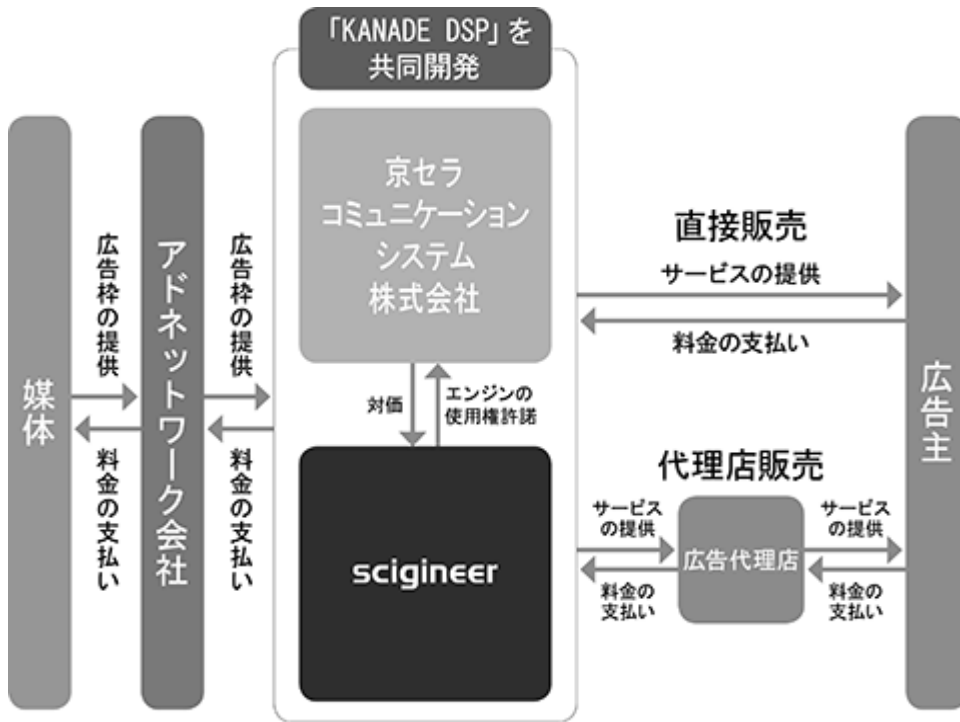 「KANADE DSP」を
共同開発
媒体
広告枠の提供
料金の支払い
アドネットワーク会社
広告枠の提供
料金の支払い
京セラ
コミュニケーション
システム
株式会社
対価
エンジンの
使用権許諾
scigineer
直接販売
サービスの提供
料金の支払い
代理店販売
サービス
の提供
料金の
支払い
広告代理店
サービス
の提供
料金の
支払い
広告主